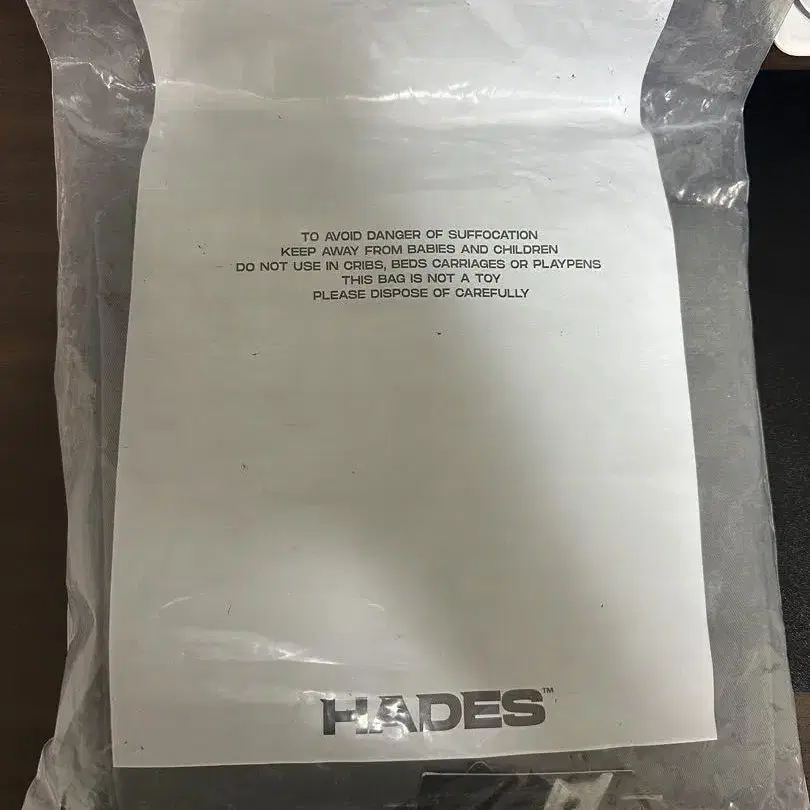 TO AVOID DANGER OF SUFFOCATION
KEEP AWAY FROM BABIES AND CHILDREN
DO NOT USE IN CRIBS, BEDS CARRIAGES OR PLAYPENS
THIS BAG IS NOT A TOY
PLEASE DISPOSE OF CAREFULLY
HADES™